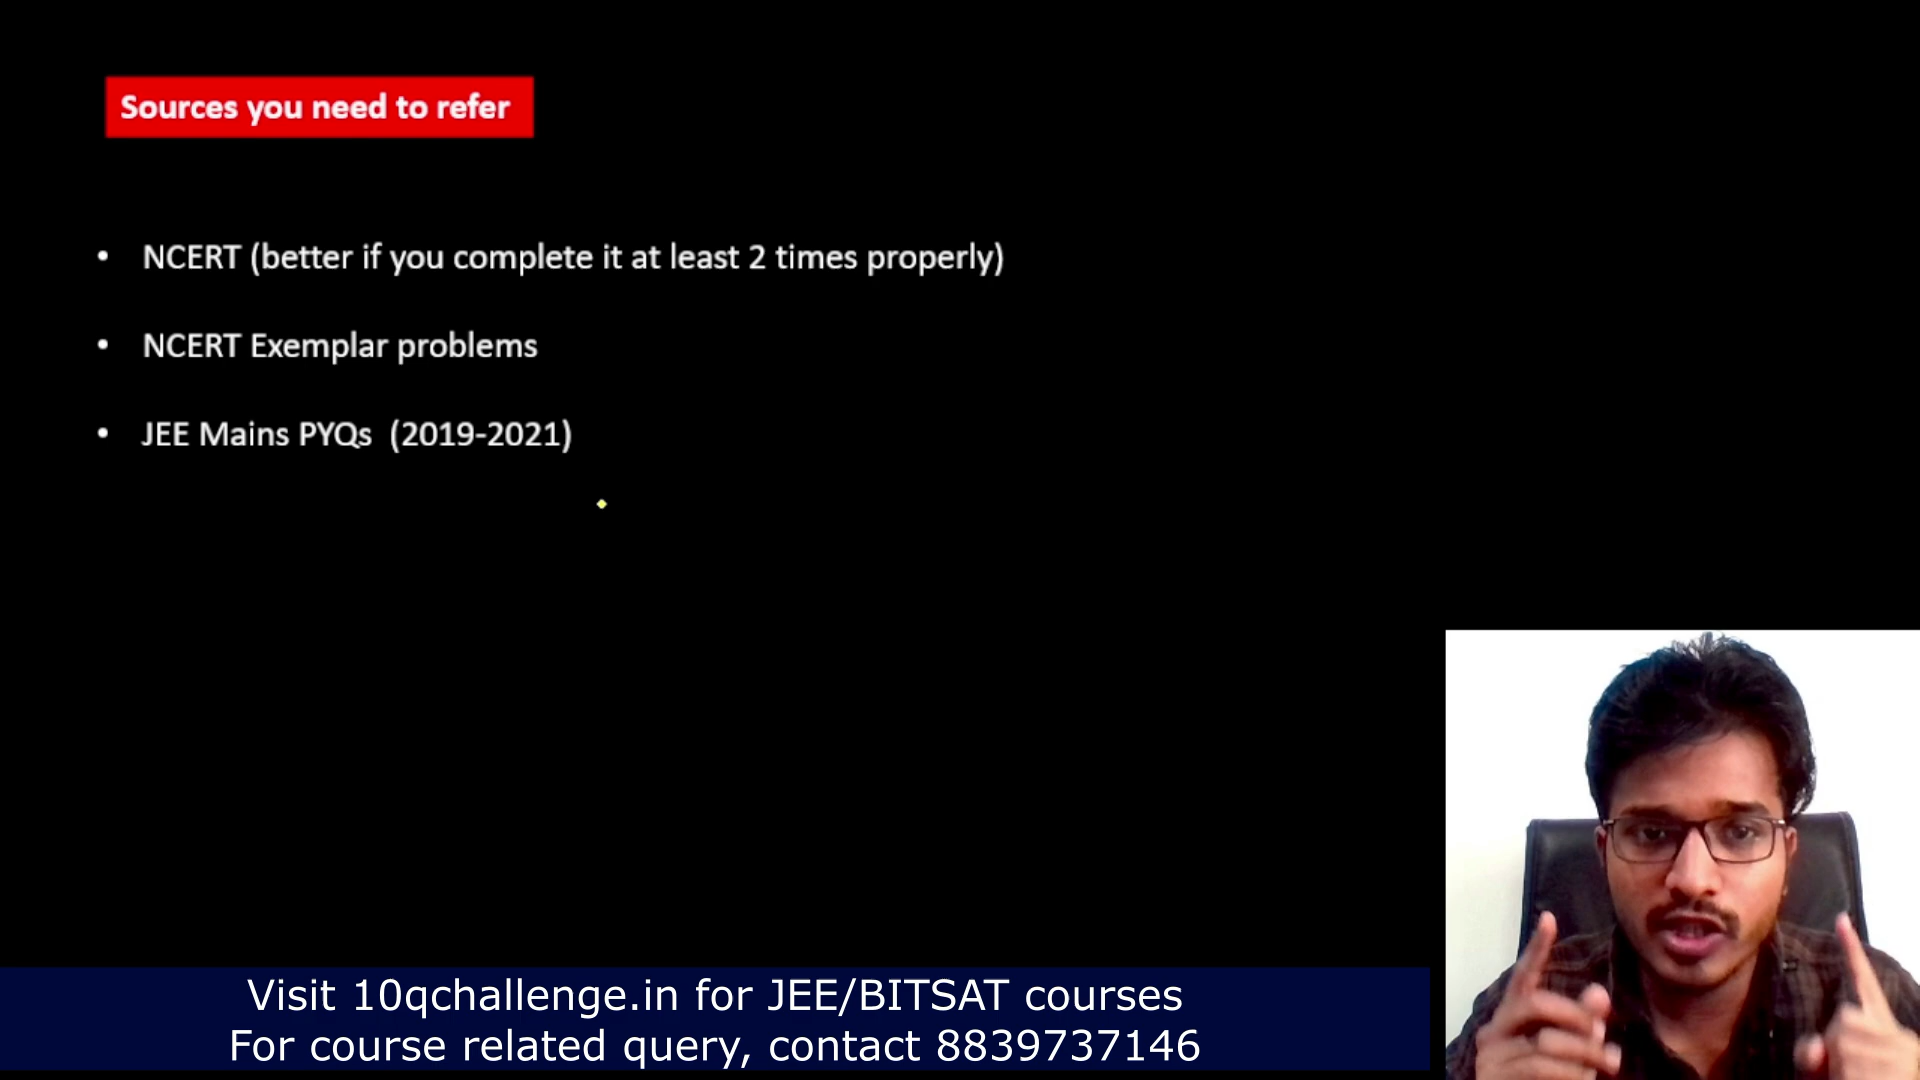 Sources you need to refer
• NCERT (better if you complete it at least 2 times properly)
• NCERT Exemplar problems
• JEE Mains PYQs (2019-2021)
Visit 10qchallenge.in for JEE/BITSAT courses
For course related query, contact 8839737146